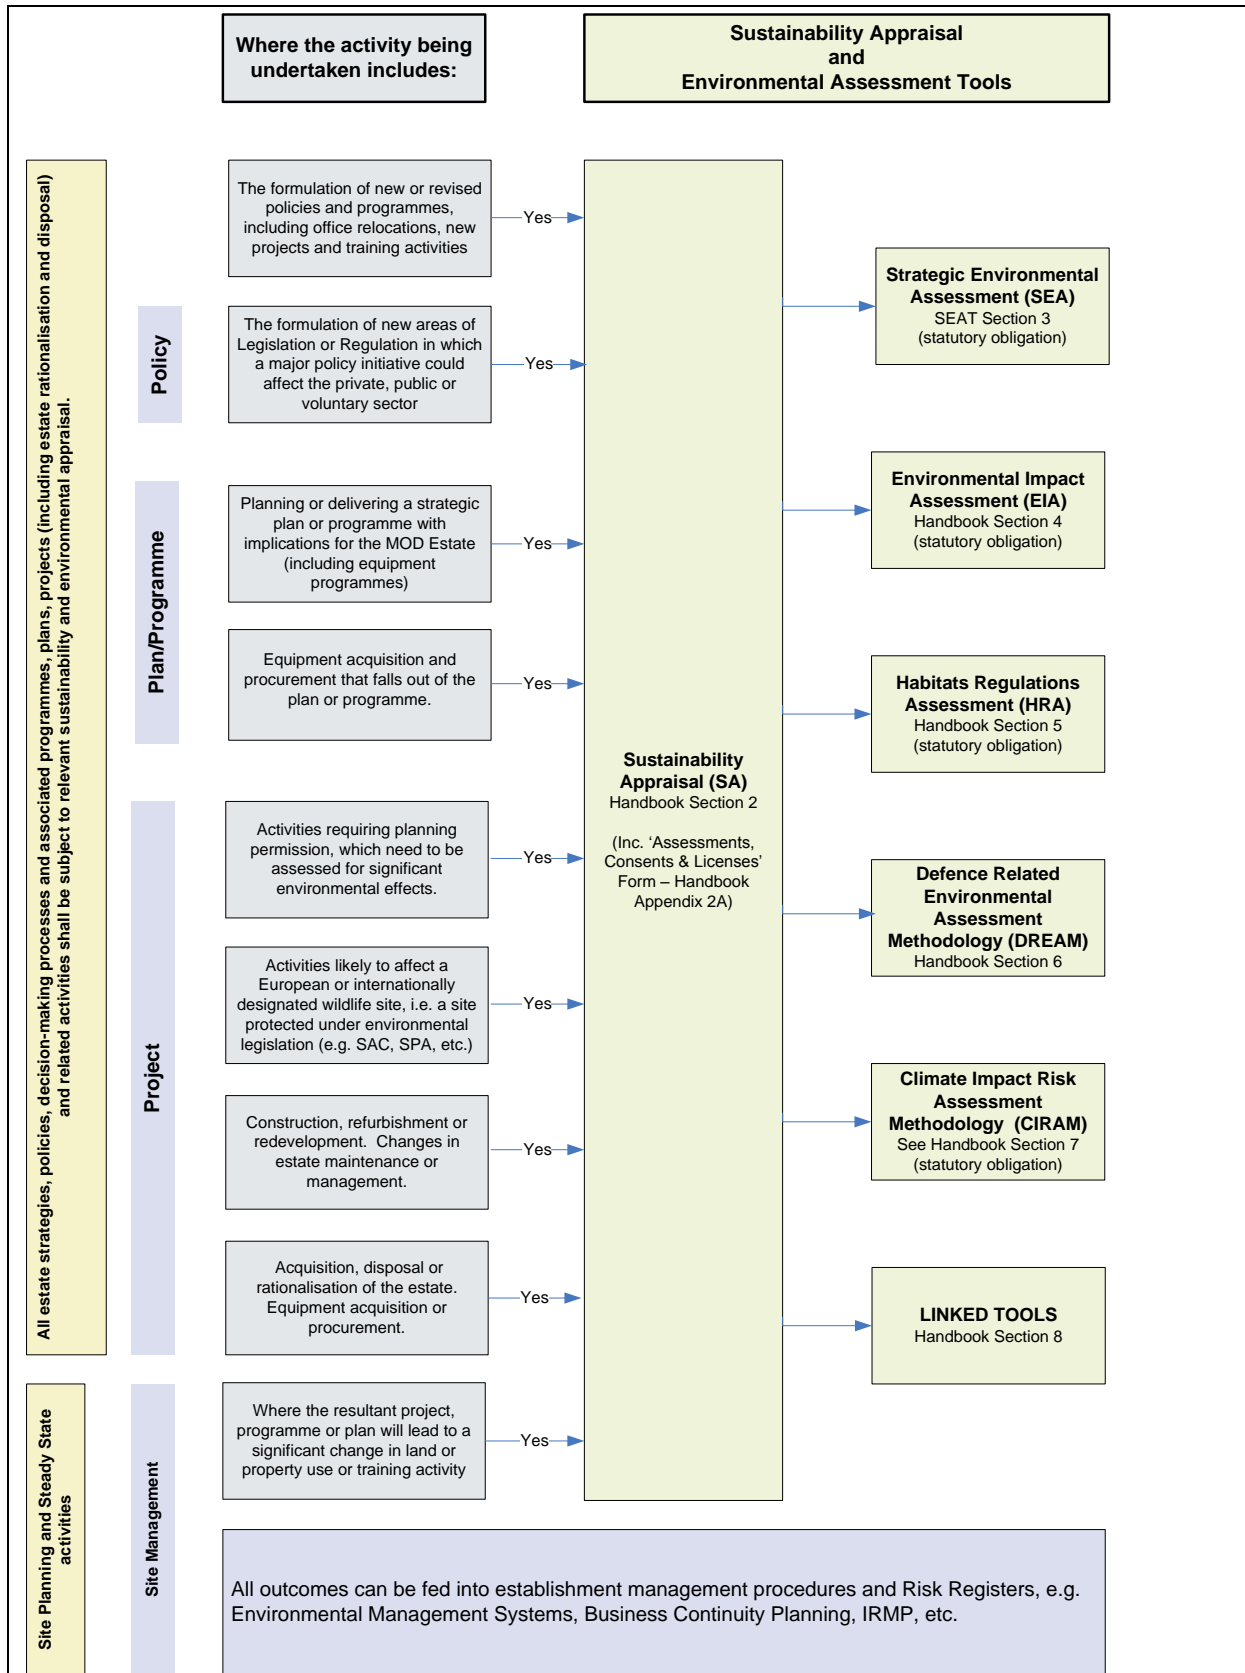 Where the activity being
undertaken includes:
Sustainability Appraisal
and
Environmental Assessment Tools
All estate strategies, policies, decision-making processes and associated programmes, plans, projects (including estate rationalisation and disposal)
and related activities shall be subject to relevant sustainability and environmental appraisal.
Policy
The formulation of new or revised
policies and programmes,
including office relocations, new
projects and training activities
Yes
The formulation of new areas of
Legislation or Regulation in which
a major policy initiative could
affect the private, public or
voluntary sector
Yes
Plan/Programme
Planning or delivering a strategic
plan or programme with
implications for the MOD Estate
(including equipment
programmes)
Yes
Equipment acquisition and
procurement that falls out of the
plan or programme.
Yes
Project
Activities requiring planning
permission, which need to be
assessed for significant
environmental effects.
Yes
Activities likely to affect a
European or internationally
designated wildlife site, i.e. a site
protected under environmental
legislation (e.g. SAC, SPA, etc.)
Yes
Construction, refurbishment or
redevelopment. Changes in
estate maintenance or
management.
Yes
Acquisition, disposal or
rationalisation of the estate.
Equipment acquisition or
procurement.
Yes
Site Planning and Steady State
activities
Site Management
Where the resultant project,
programme or plan will lead to a
significant change in land or
property use or training activity
Yes
Sustainability
Appraisal (SA)
Handbook Section 2
(Inc. ‘Assessments,
Consents & Licenses’
Form – Handbook
Appendix 2A)
Strategic Environmental
Assessment (SEA)
SEAT Section 3
(statutory obligation)
Environmental Impact
Assessment (EIA)
Handbook Section 4
(statutory obligation)
Habitats Regulations
Assessment (HRA)
Handbook Section 5
(statutory obligation)
Defence Related
Environmental
Assessment
Methodology (DREAM)
Handbook Section 6
Climate Impact Risk
Assessment
Methodology (CIRAM)
See Handbook Section 7
(statutory obligation)
LINKED TOOLS
Handbook Section 8
All outcomes can be fed into establishment management procedures and Risk Registers, e.g.
Environmental Management Systems, Business Continuity Planning, IRMP, etc.